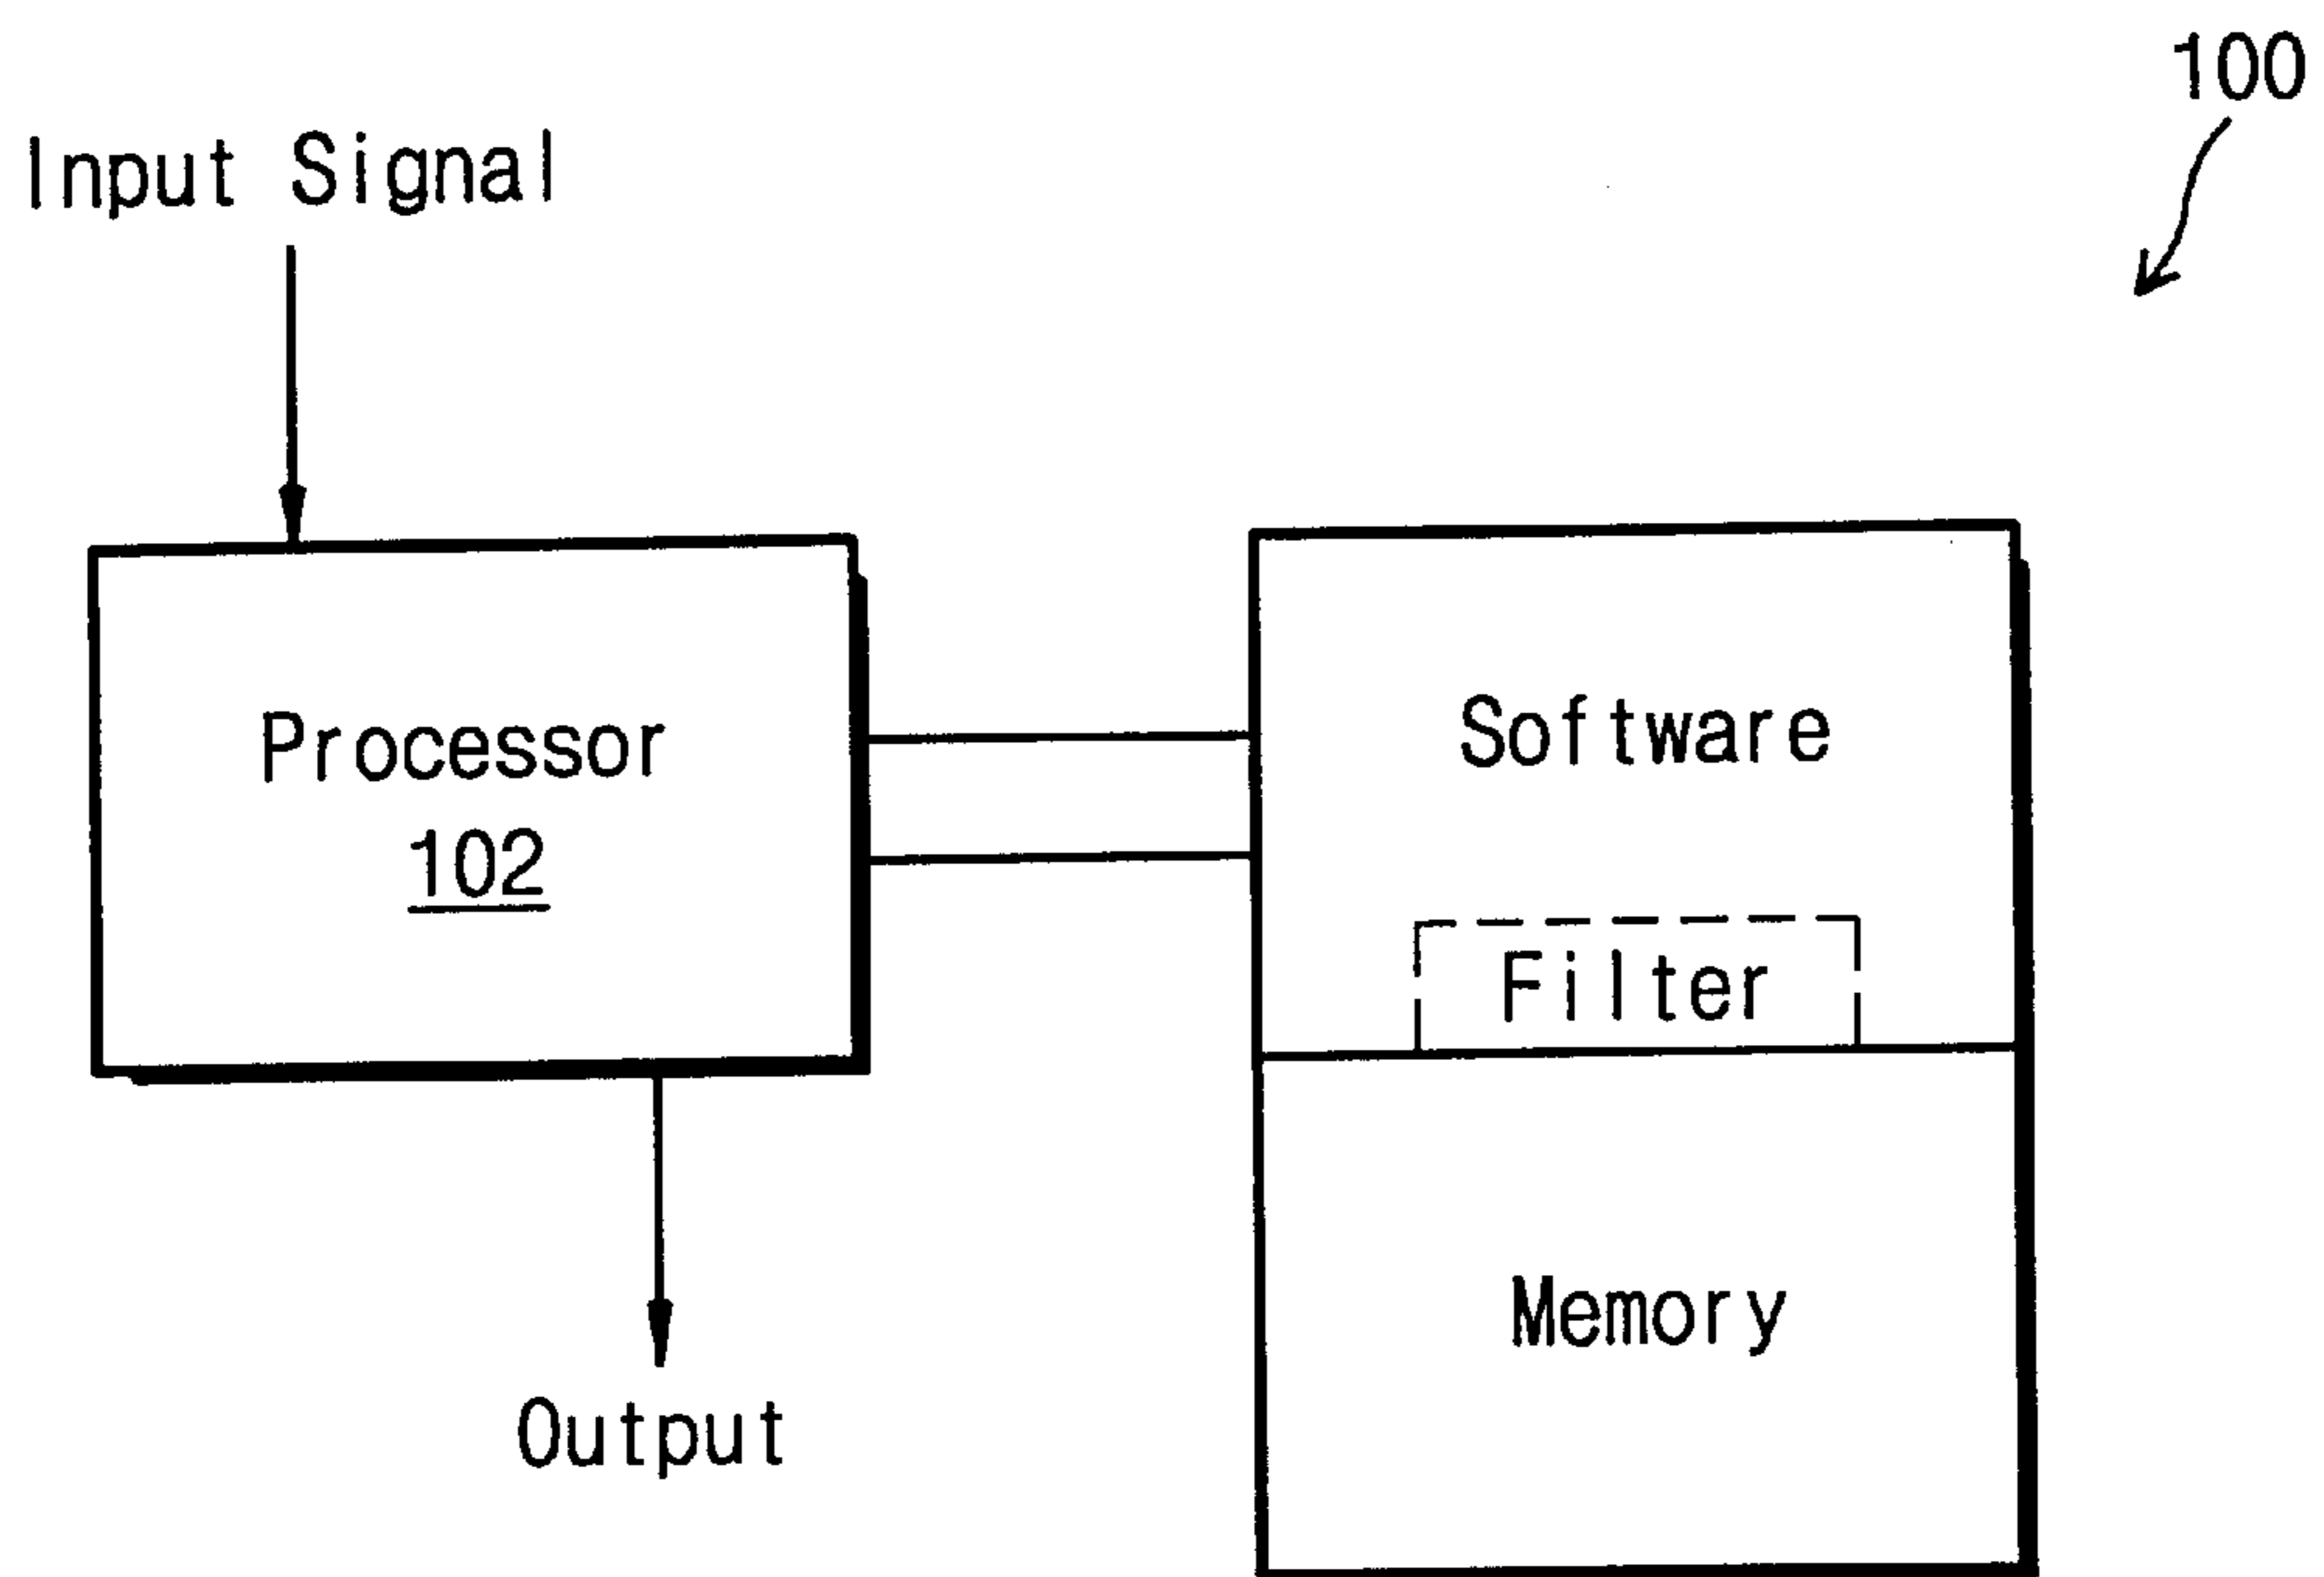 100
Input Signal
Processor
102
Software
Filter
Memory
Output